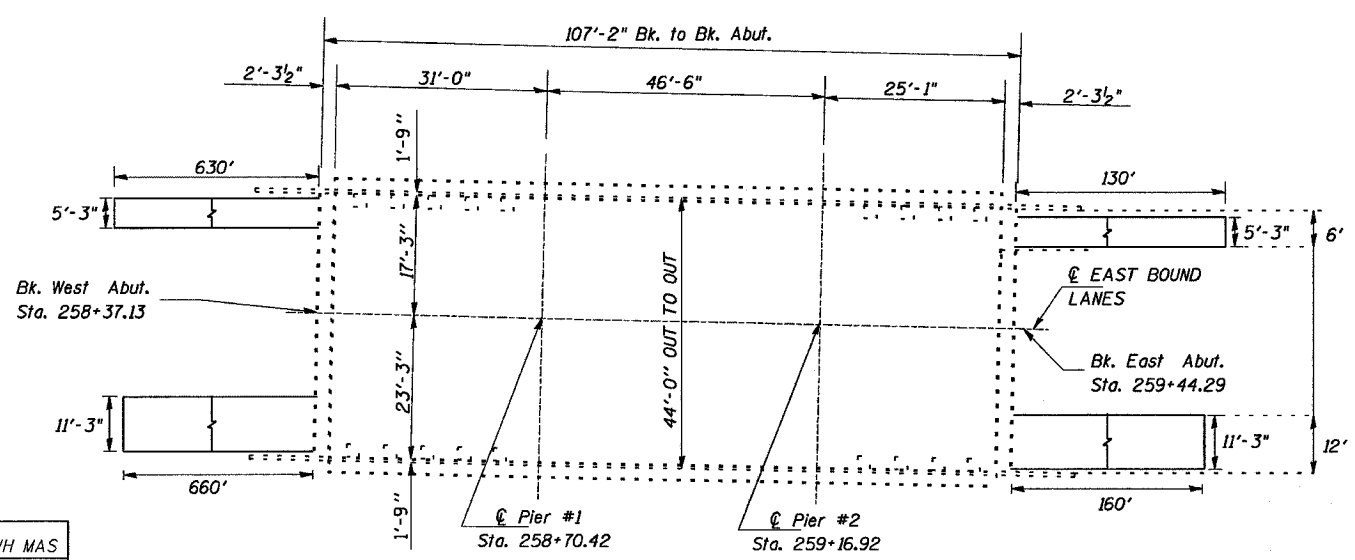 107'-2" Bk. to Bk. Abut.
2'-3½"
31'-0"
46'-6"
25'-1"
2'-3½"
1'-9"
630'
130'
5'-3"
5'-3"
6'
17'-3"
℄ EAST BOUND
LANES
Bk. West Abut.
Sta. 258+37.13
44'-0" OUT TO OUT
Bk. East Abut.
Sta. 259+44.29
23'-3"
11'-3"
11'-3"
12'
660'
160'
1'-9"
℄ Pier #1
Sta. 258+70.42
℄ Pier #2
Sta. 259+16.92
MAS